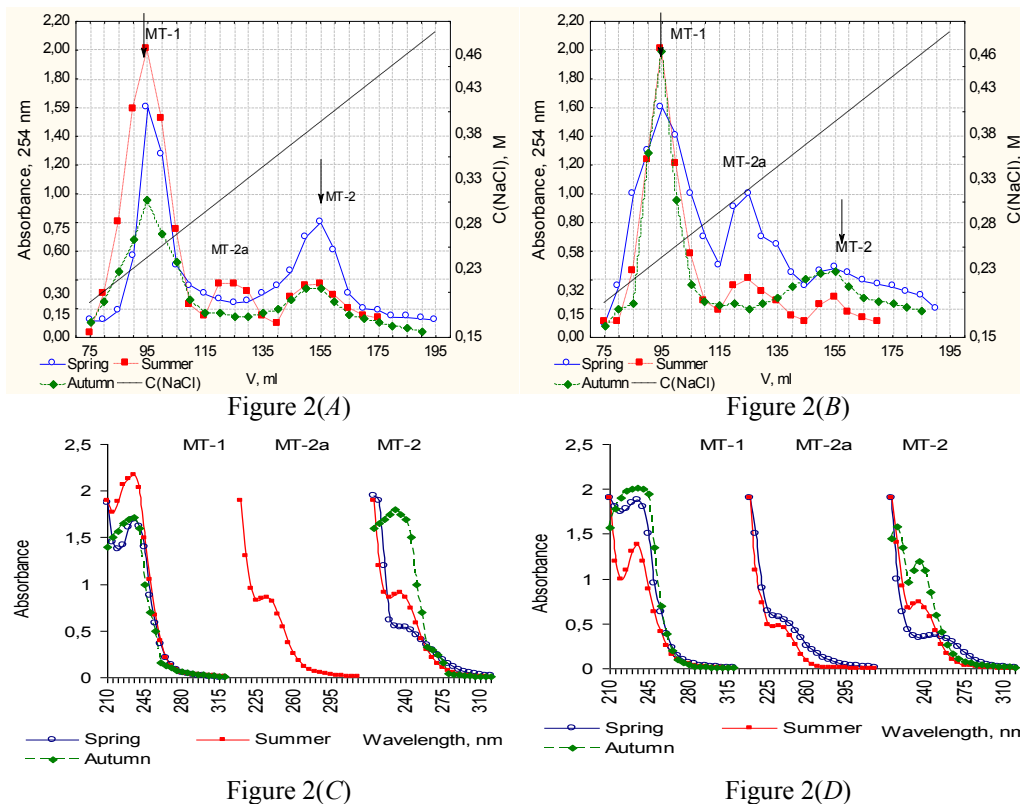 2,20
2,00
1,80
1,59
1,40
1,20
1,00
0,75
0,60
0,30
0,15
0,00
Absorbance, 254 nm
MT-1
MT-2a
MT-2
0,46
0,38
0,33
0,28
0,23
0,15
C(NaCl), M
75 95 115 135 155 175 195
V, ml
Spring Summer
Autumn C(NaCl)
Figure 2(A)
2,20
2,00
1,80
1,60
1,40
1,20
1,00
0,80
0,58
0,32
0,15
0,00
Absorbance, 254 nm
MT-1
MT-2a
MT-2
0,46
0,38
0,33
0,28
0,23
0,15
C(NaCl), M
75 95 115 135 155 175 195
V, ml
Spring Summer
Autumn C(NaCl)
Figure 2(B)
MT-1 MT-2a MT-2
2,5
2
1,5
1
0,5
0
Absorbance
210 245 280 315 225 260 295 240 275 310
Spring Summer Wavelength, nm
Autumn
Figure 2(C)
MT-1 MT-2a MT-2
2,5
2
1,5
1
0,5
0
Absorbance
210 245 280 315 225 260 295 240 275 310
Spring Summer Wavelength, nm
Autumn
Figure 2(D)